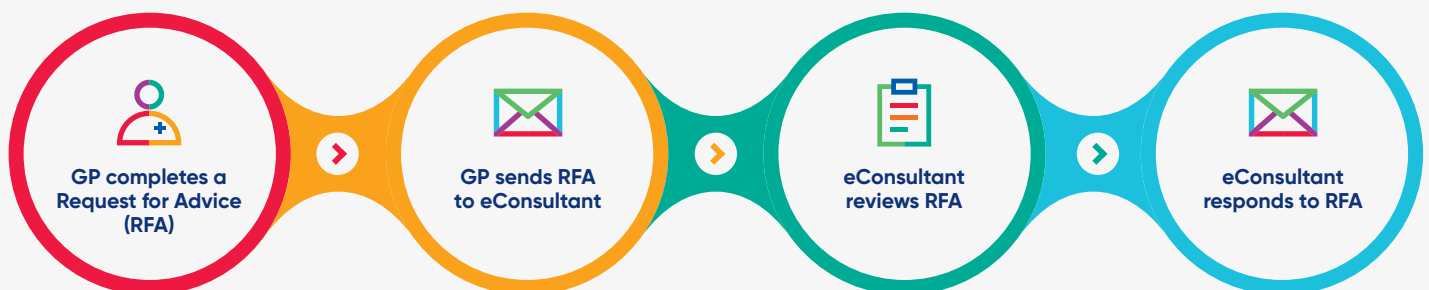 GP completes a
Request for Advice
(RFA)
GP sends RFA
to eConsultant
eConsultant
reviews RFA
eConsultant
responds to RFA